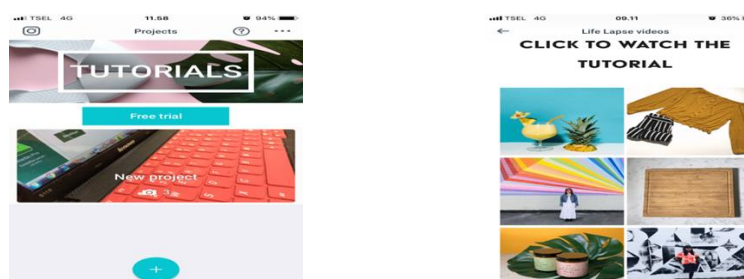 TSEL 4G 11.58 94%
Projects
?
TUTORIALS
Free trial
New project
+
TSEL 4G 09.11 36%
Life Lapse videos
CLICK TO WATCH THE
TUTORIAL